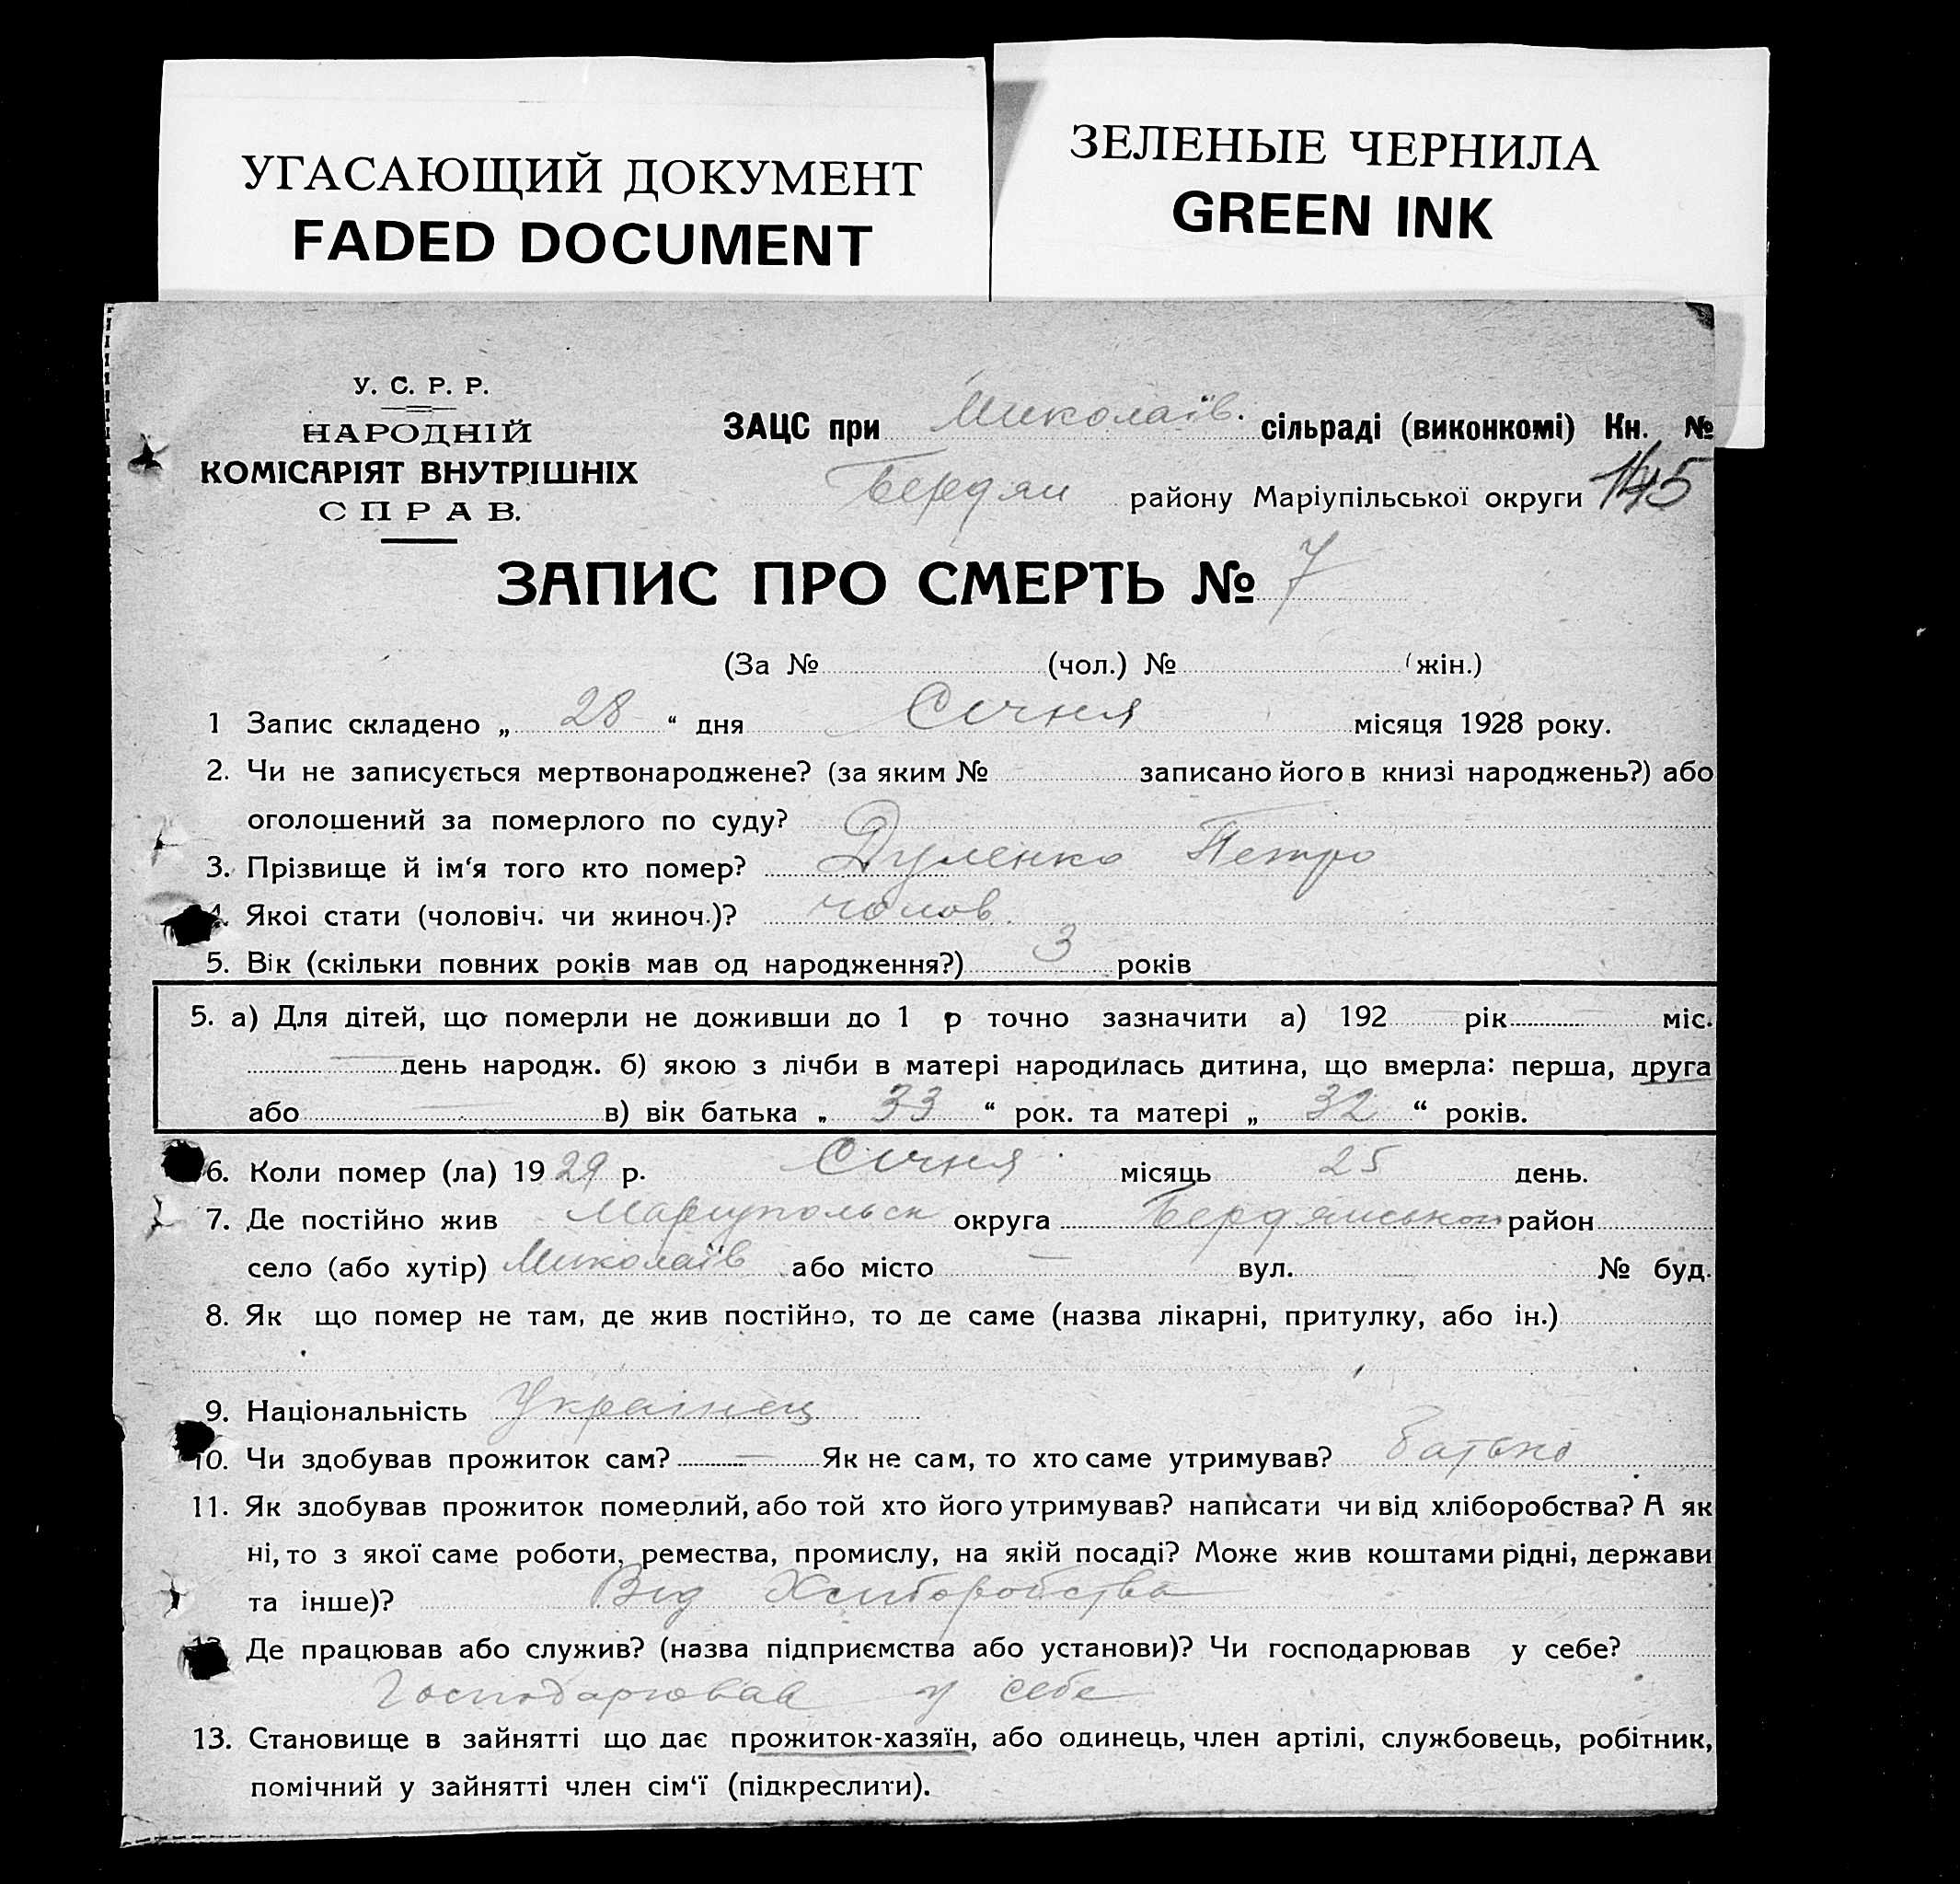 УГАСАЮЩИЙ ДОКУМЕНТ
FADED DOCUMENT
ЗЕЛЕНЫЕ ЧЕРНИЛА
GREEN INK
У. С. Р. Р.
НАРОДНІЙ
КОМІСАРІЯТ ВНУТРІШНІХ
СПРАВ.
ЗАЦС при Миколаїв. сільраді (виконкомі) Кн. №
Бердян району Маріупільської округи 145
ЗАПИС ПРО СМЕРТЬ № 7
(За № (чол.) № (жін.)
1 Запис складено „ 28 “ дня Січня місяця 1928 року.
2. Чи не записується мертвонароджене? (за яким № записано його в книзі народжень?) або
оголошений за померлого по суду?
3. Прізвище й ім‘я того кто помер? Дуленко Петро
4. Якоі стати (чоловіч. чи жиноч.)? чолов.
5. Вік (скільки повних років мав од народження?) 3 років
5. а) Для дітей, що померли не доживши до 1 р точно зазначити а) 192 рік міс.
день народж. б) якою з лічби в матері народилась дитина, що вмерла: перша, друга
або в) вік батька „ 33 “ рок. та матері „ 32 “ років.
6. Коли помер (ла) 1929 р. Січня місяць 25 день.
7. Де постійно жив Маріупольск округа Бердянськой район
село (або хутір) Миколаїв або місто — вул. № буд.
8. Як що помер не там, де жив постійно, то де саме (назва лікарні, притулку, або ін.)
9. Національність Українец
10. Чи здобував прожиток сам? — Як не сам, то хто саме утримував? батько
11. Як здобував прожиток померлий, або той хто його утримував? написати чи від хліборобства? А як
ні, то з якої саме роботи, ремества, промислу, на якій посаді? Може жив коштами рідні, держави
та інше)? Від Хліборобства
12. Де працював або служив? (назва підприємства або установи)? Чи господарював у себе?
Господарював у себе
13. Становище в зайнятті що дає прожиток-хазяїн, або одинець, член артілі, службовець, робітник,
помічний у зайнятті член сім‘ї (підкреслити).